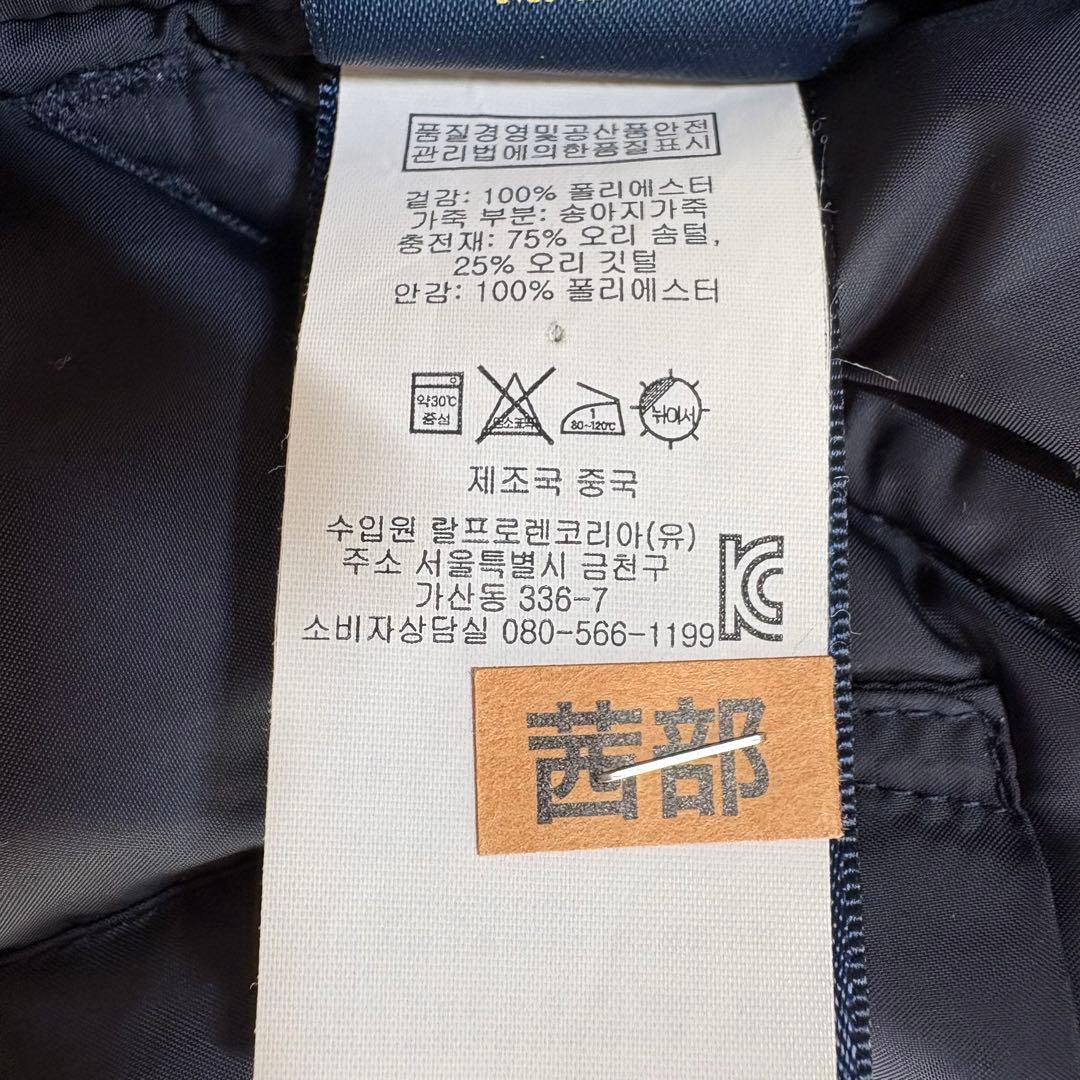 품질경영및공산품안전
관리법에의한품질표시
겉감: 100% 폴리에스터
가죽 부분: 송아지가죽
충전재: 75% 오리 솜털,
25% 오리 깃털
안감: 100% 폴리에스터
약30℃
중성
1
80~120℃
뉘어서
제조국 중국
수입원 랄프로렌코리아(유)
주소 서울특별시 금천구
가산동 336-7
소비자상담실 080-566-1199
茜部